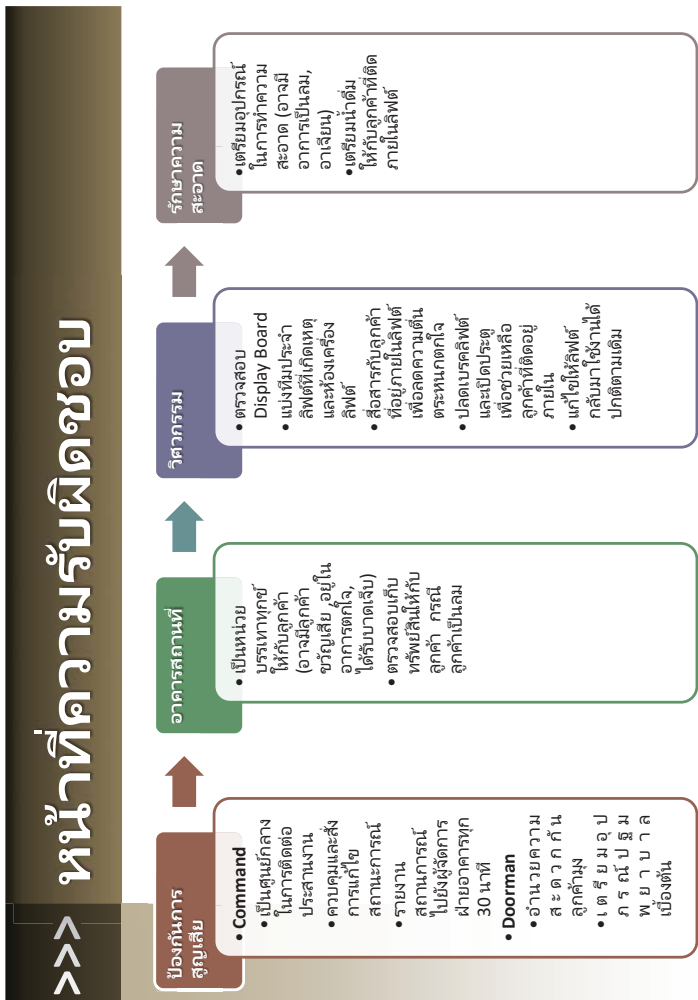 >>> หน้าที่ความรับผิดชอบ
ป้องกันการ
สูญเสีย
• Command
•เป็นศูนย์กลาง
ในการติดต่อ
ประสานงาน
•ควบคุมและสั่ง
การแก้ไข
สถานะการณ์
•รายงาน
สถานการณ์
ไปยังผู้จัดการ
ฝ่ายอาคารทุก
30 นาที
• Doorman
•อำนวยความ
สะดวกกัน
ลูกค้ามุง
•เตรียมอุป
ภรณ์ปฐม
พยาบาล
เบื้องต้น
อาคารสถานที่
• เป็นหน่วย
บรรเทาทุกข์
ให้กับลูกค้า
(อาจมีลูกค้า
ขวัญเสีย อยู่ใน
อาการตกใจ,
ได้รับบาดเจ็บ)
• ตรวจสอบเก็บ
ทรัพย์สินให้กับ
ลูกค้า กรณี
ลูกค้าเป็นลม
วิศวกรรม
• ตรวจสอบ
Display Board
• แบ่งทีมประจำ
ลิฟต์ที่เกิดเหตุ
และห้องเครื่อง
ลิฟต์
• สื่อสารกับลูกค้า
ที่อยู่ภายในลิฟต์
เพื่อลดความตื่น
ตระหนกตกใจ
• ปลดเบรคลิฟต์
และเปิดประตู
เพื่อช่วยเหลือ
ลูกค้าที่ติดอยู่
ภายใน
• แก้ไขให้ลิฟต์
กลับมาใช้งานได้
ปกติตามเดิม
รักษาความ
สะอาด
•เตรียมอุปกรณ์
ในการทำความ
สะอาด (อาจมี
อาการเป็นลม,
อาเจียน)
•เตรียมน้ำดื่ม
ให้กับลูกค้าที่ติด
ภายในลิฟต์